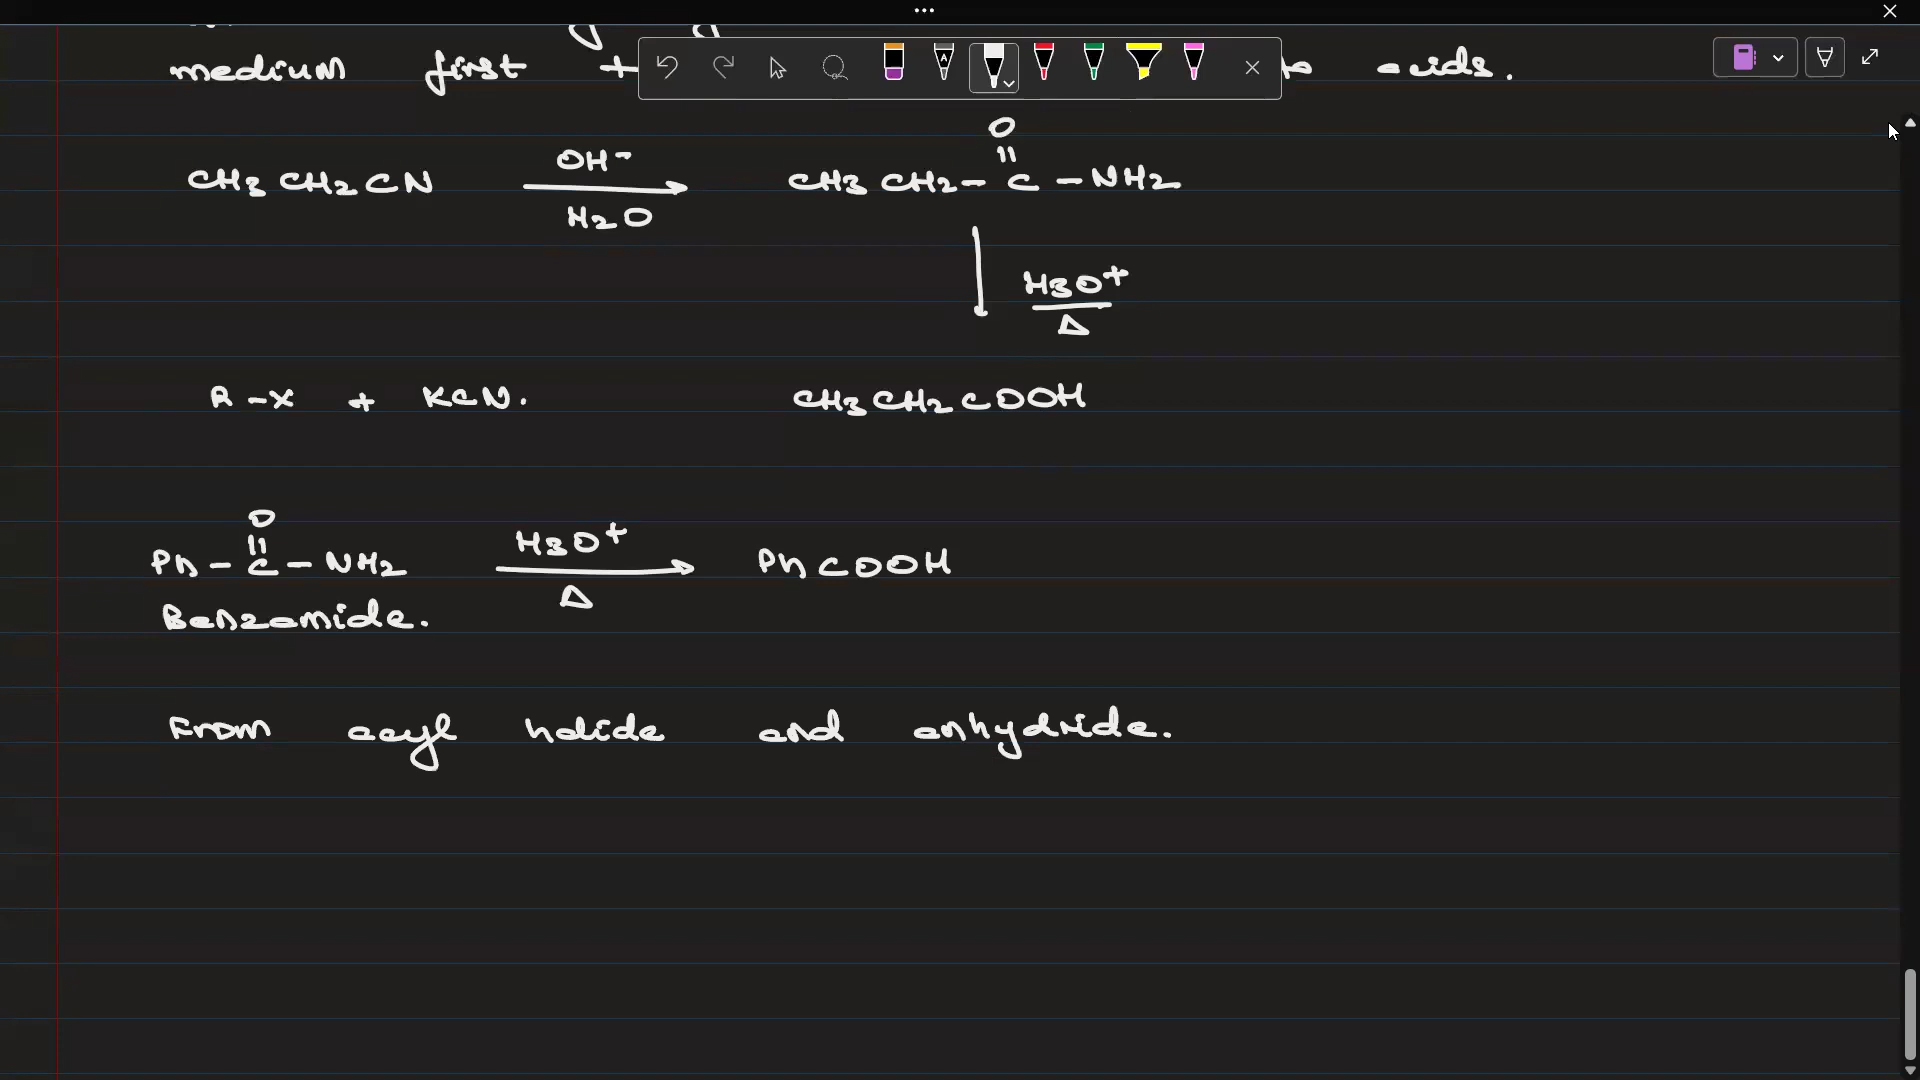 medium first to acids.
O
||
CH3 CH2 CN OH- H2O CH3 CH2 - C - NH2
H3O+
Δ
R - X + KCN. CH3 CH2 COOH
O
||
Ph - C - NH2 H3O+ Δ Ph COOH
Benzamide.
From acyl halide and anhydride.